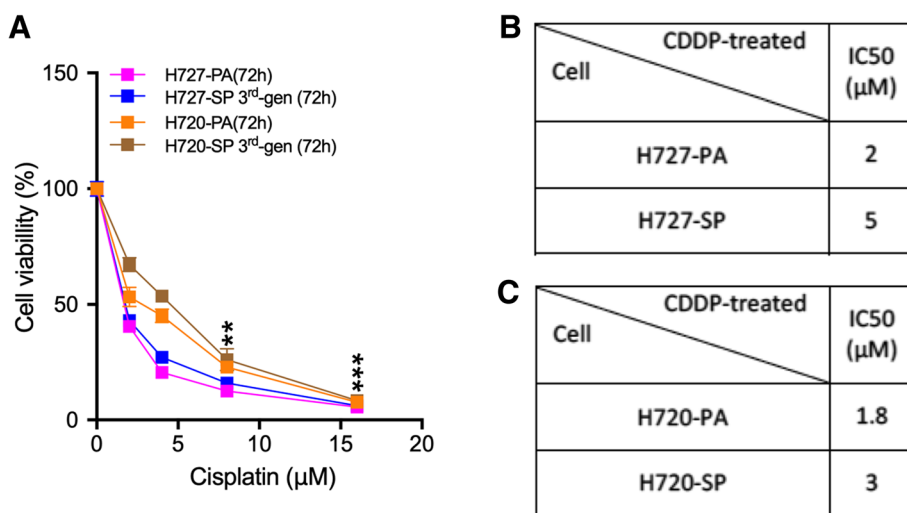 A
150
100
50
0
Cell viabillity (%)
H727-PA(72h)
H727-SP 3rd-gen (72h)
H720-PA(72h)
H720-SP 3rd-gen (72h)
**
***
0 5 10 15 20
Cisplatin (μM)
B
CDDP-treated
Cell
IC50
(μM)
H727-PA 2
H727-SP 5
C
CDDP-treated
Cell
IC50
(μM)
H720-PA 1.8
H720-SP 3